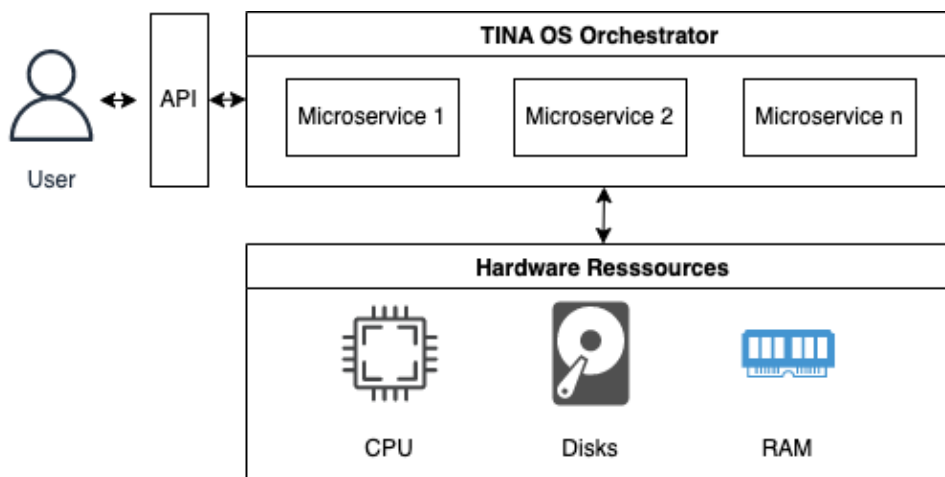 TINA OS Orchestrator
API
Microservice 1
Microservice 2
Microservice n
User
Hardware Resssources
CPU
Disks
RAM